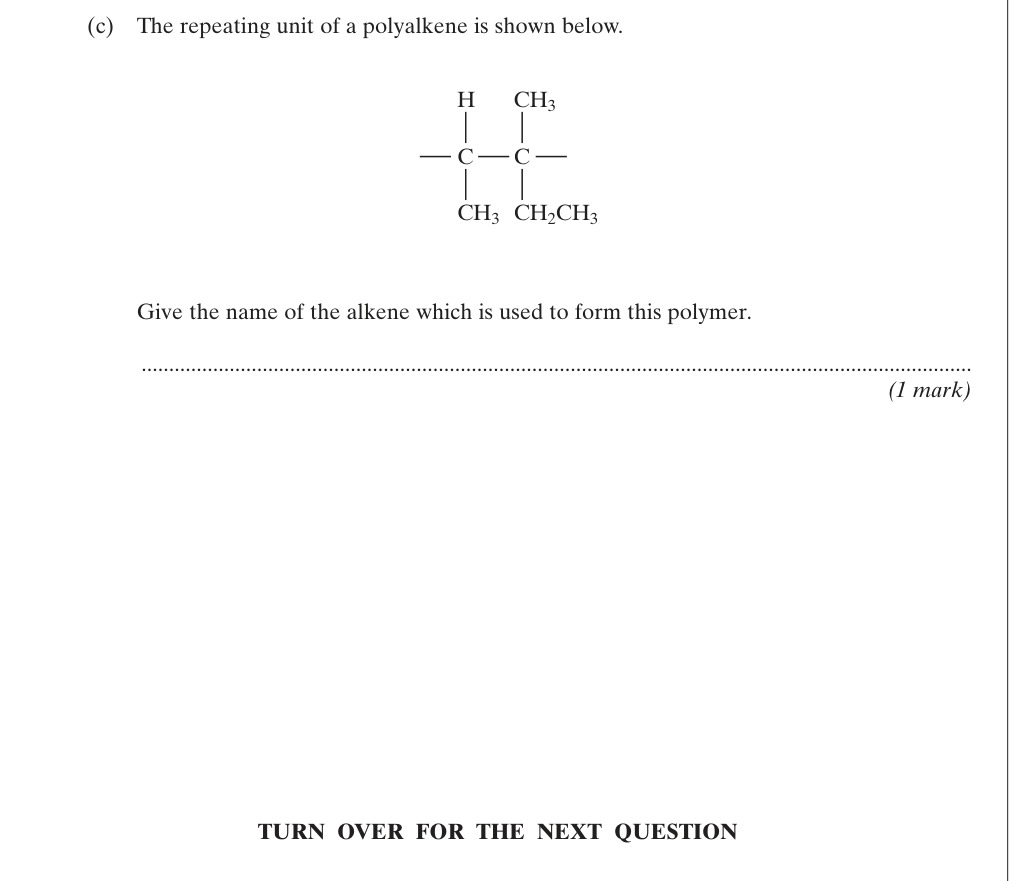 (c) The repeating unit of a polyalkene is shown below.
H CH₃
C C
CH₃ CH₂CH₃
Give the name of the alkene which is used to form this polymer.
(1 mark)
TURN OVER FOR THE NEXT QUESTION